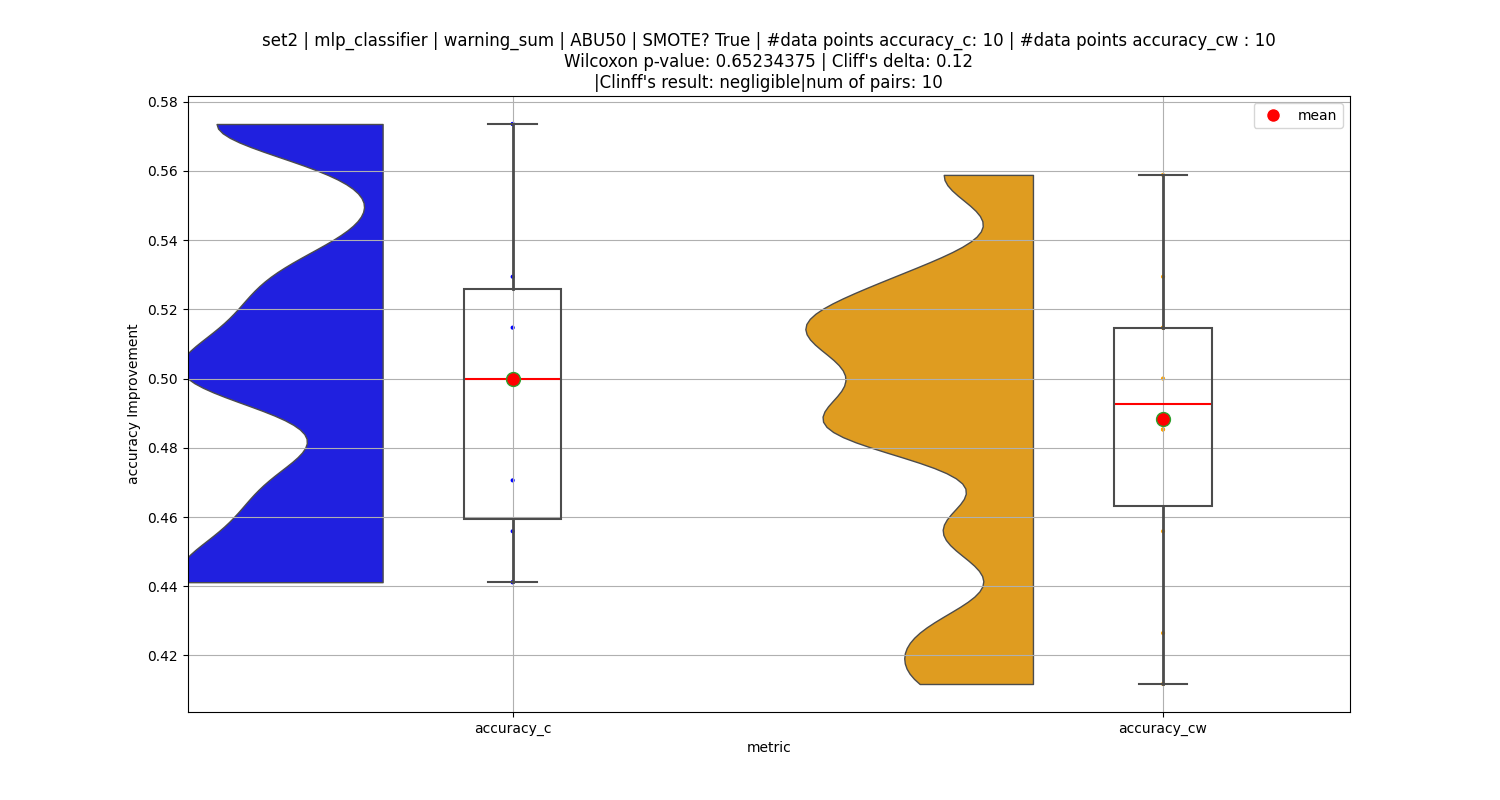 set2 | mlp_classifier | warning_sum | ABU50 | SMOTE? True | #data points accuracy_c: 10 | #data points accuracy_cw : 10
Wilcoxon p-value: 0.65234375 | Cliff's delta: 0.12
|Clinff's result: negligible|num of pairs: 10
mean
0.58
0.56
0.54
0.52
0.50
0.48
0.46
0.44
0.42
accuracy Improvement
accuracy_c
accuracy_cw
metric